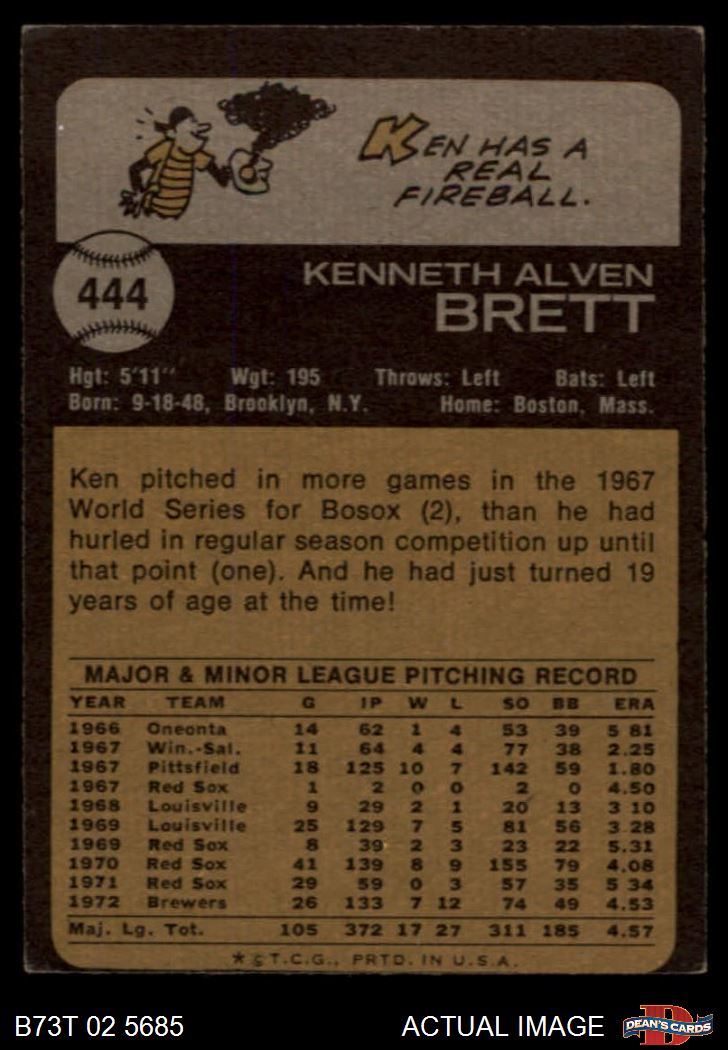 KEN HAS A
REAL
FIREBALL.
444
KENNETH ALVEN
BRETT
Hgt: 5'11" Wgt: 195 Throws: Left Bats: Left
Born: 9-18-48, Brooklyn, N.Y. Home: Boston, Mass.
Ken pitched in more games in the 1967
World Series for Bosox (2), than he had
hurled in regular season competition up until
that point (one). And he had just turned 19
years of age at the time!
MAJOR & MINOR LEAGUE PITCHING RECORD
YEAR TEAM G IP W L SO BB ERA
1966 Oneonta 14 62 1 4 53 39 5 81
1967 Win.-Sal. 11 64 4 4 77 38 2.25
1967 Pittsfield 18 125 10 7 142 59 1.80
1967 Red Sox 1 2 0 0 2 0 4.50
1968 Louisville 9 29 2 1 20 13 3 10
1969 Louisville 25 129 7 5 81 56 3.28
1969 Red Sox 8 39 2 3 23 22 5.31
1970 Red Sox 41 139 8 9 155 79 4.08
1971 Red Sox 29 59 0 3 57 35 5 34
1972 Brewers 26 133 7 12 74 49 4.53
Maj. Lg. Tot. 105 372 17 27 311 185 4.57
*© T.C.G., PRTD. IN U.S.A.
B73T 02 5685 ACTUAL IMAGE D DEAN'S CARDS